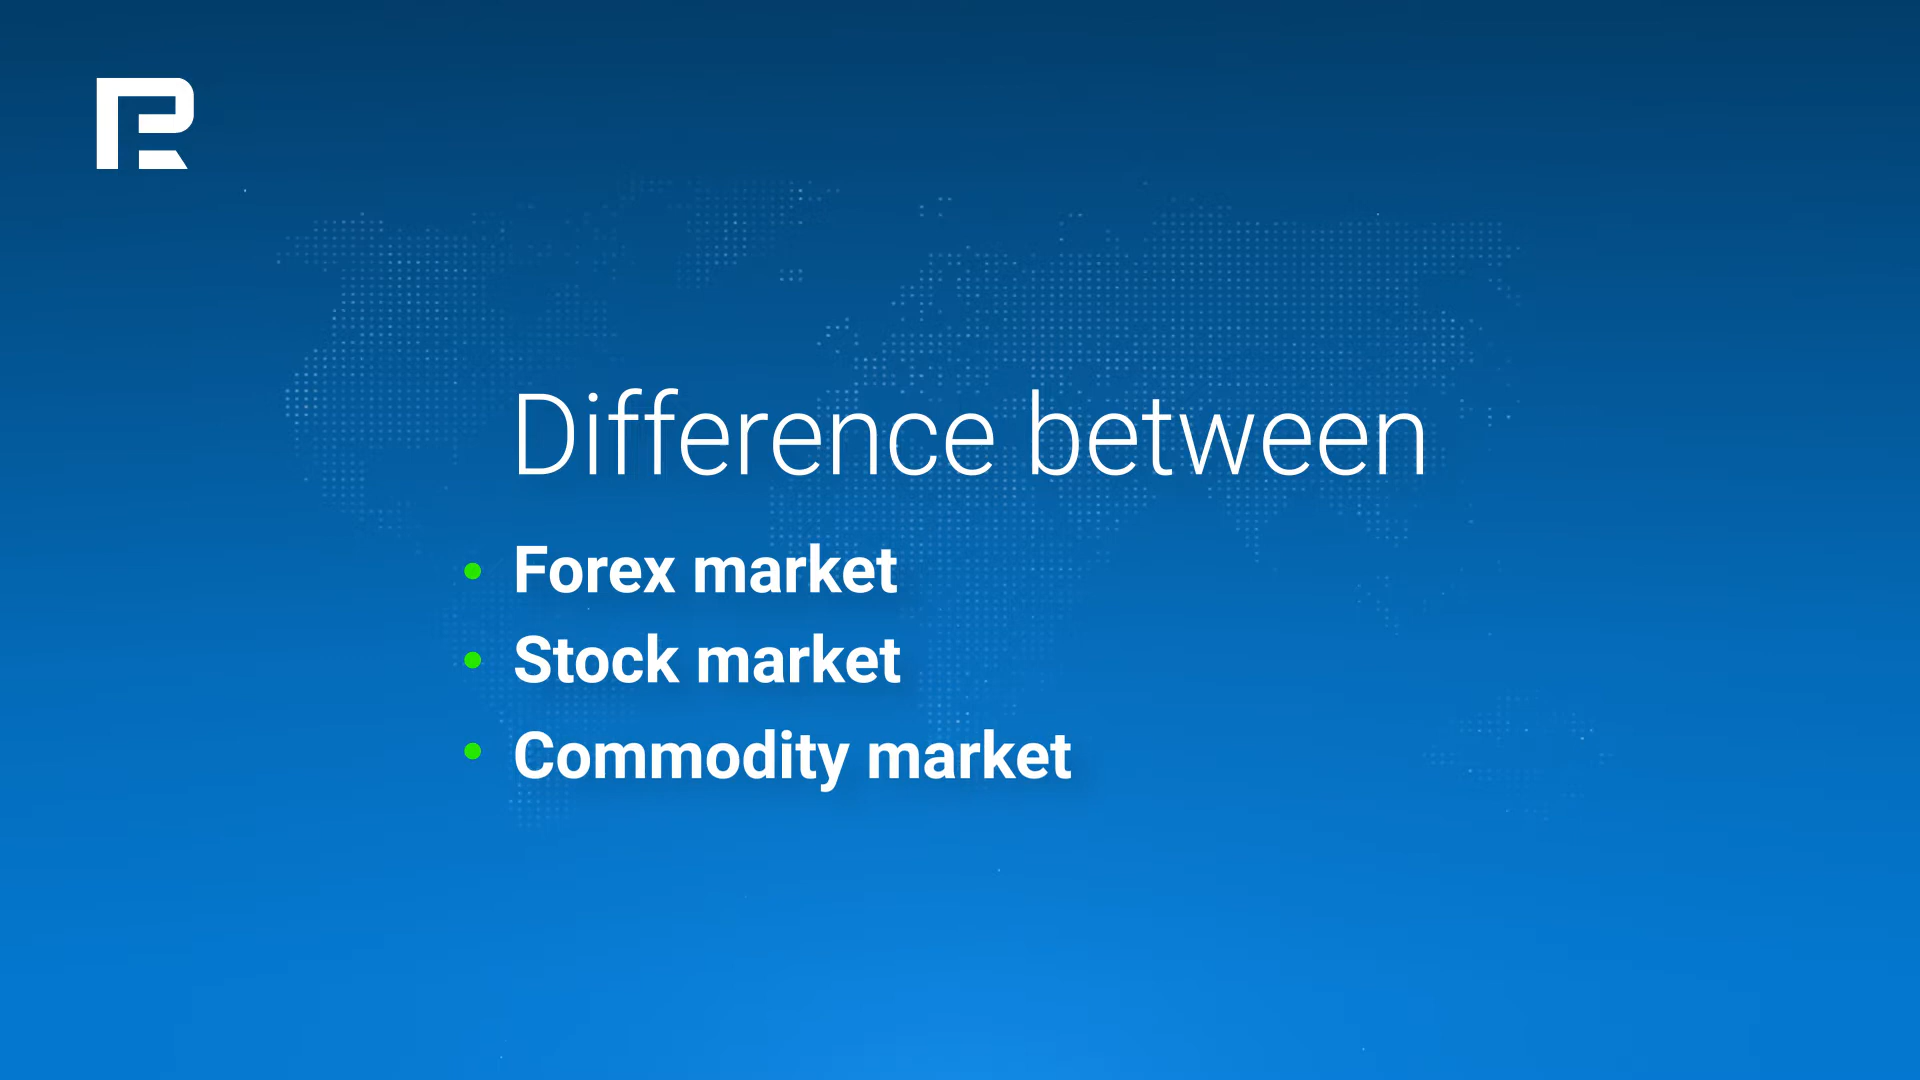 Difference between
Forex market
Stock market
Commodity market